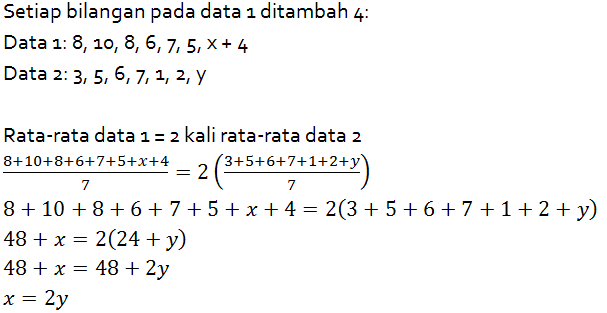 Setiap bilangan pada data 1 ditambah 4:
Data 1: 8, 10, 8, 6, 7, 5, x + 4
Data 2: 3, 5, 6, 7, 1, 2, y
Rata-rata data 1 = 2 kali rata-rata data 2
(8+10+8+6+7+5+x+4)/7 = 2((3+5+6+7+1+2+y)/7)
8 + 10 + 8 + 6 + 7 + 5 + x + 4 = 2(3 + 5 + 6 + 7 + 1 + 2 + y)
48 + x = 2(24 + y)
48 + x = 48 + 2y
x = 2y